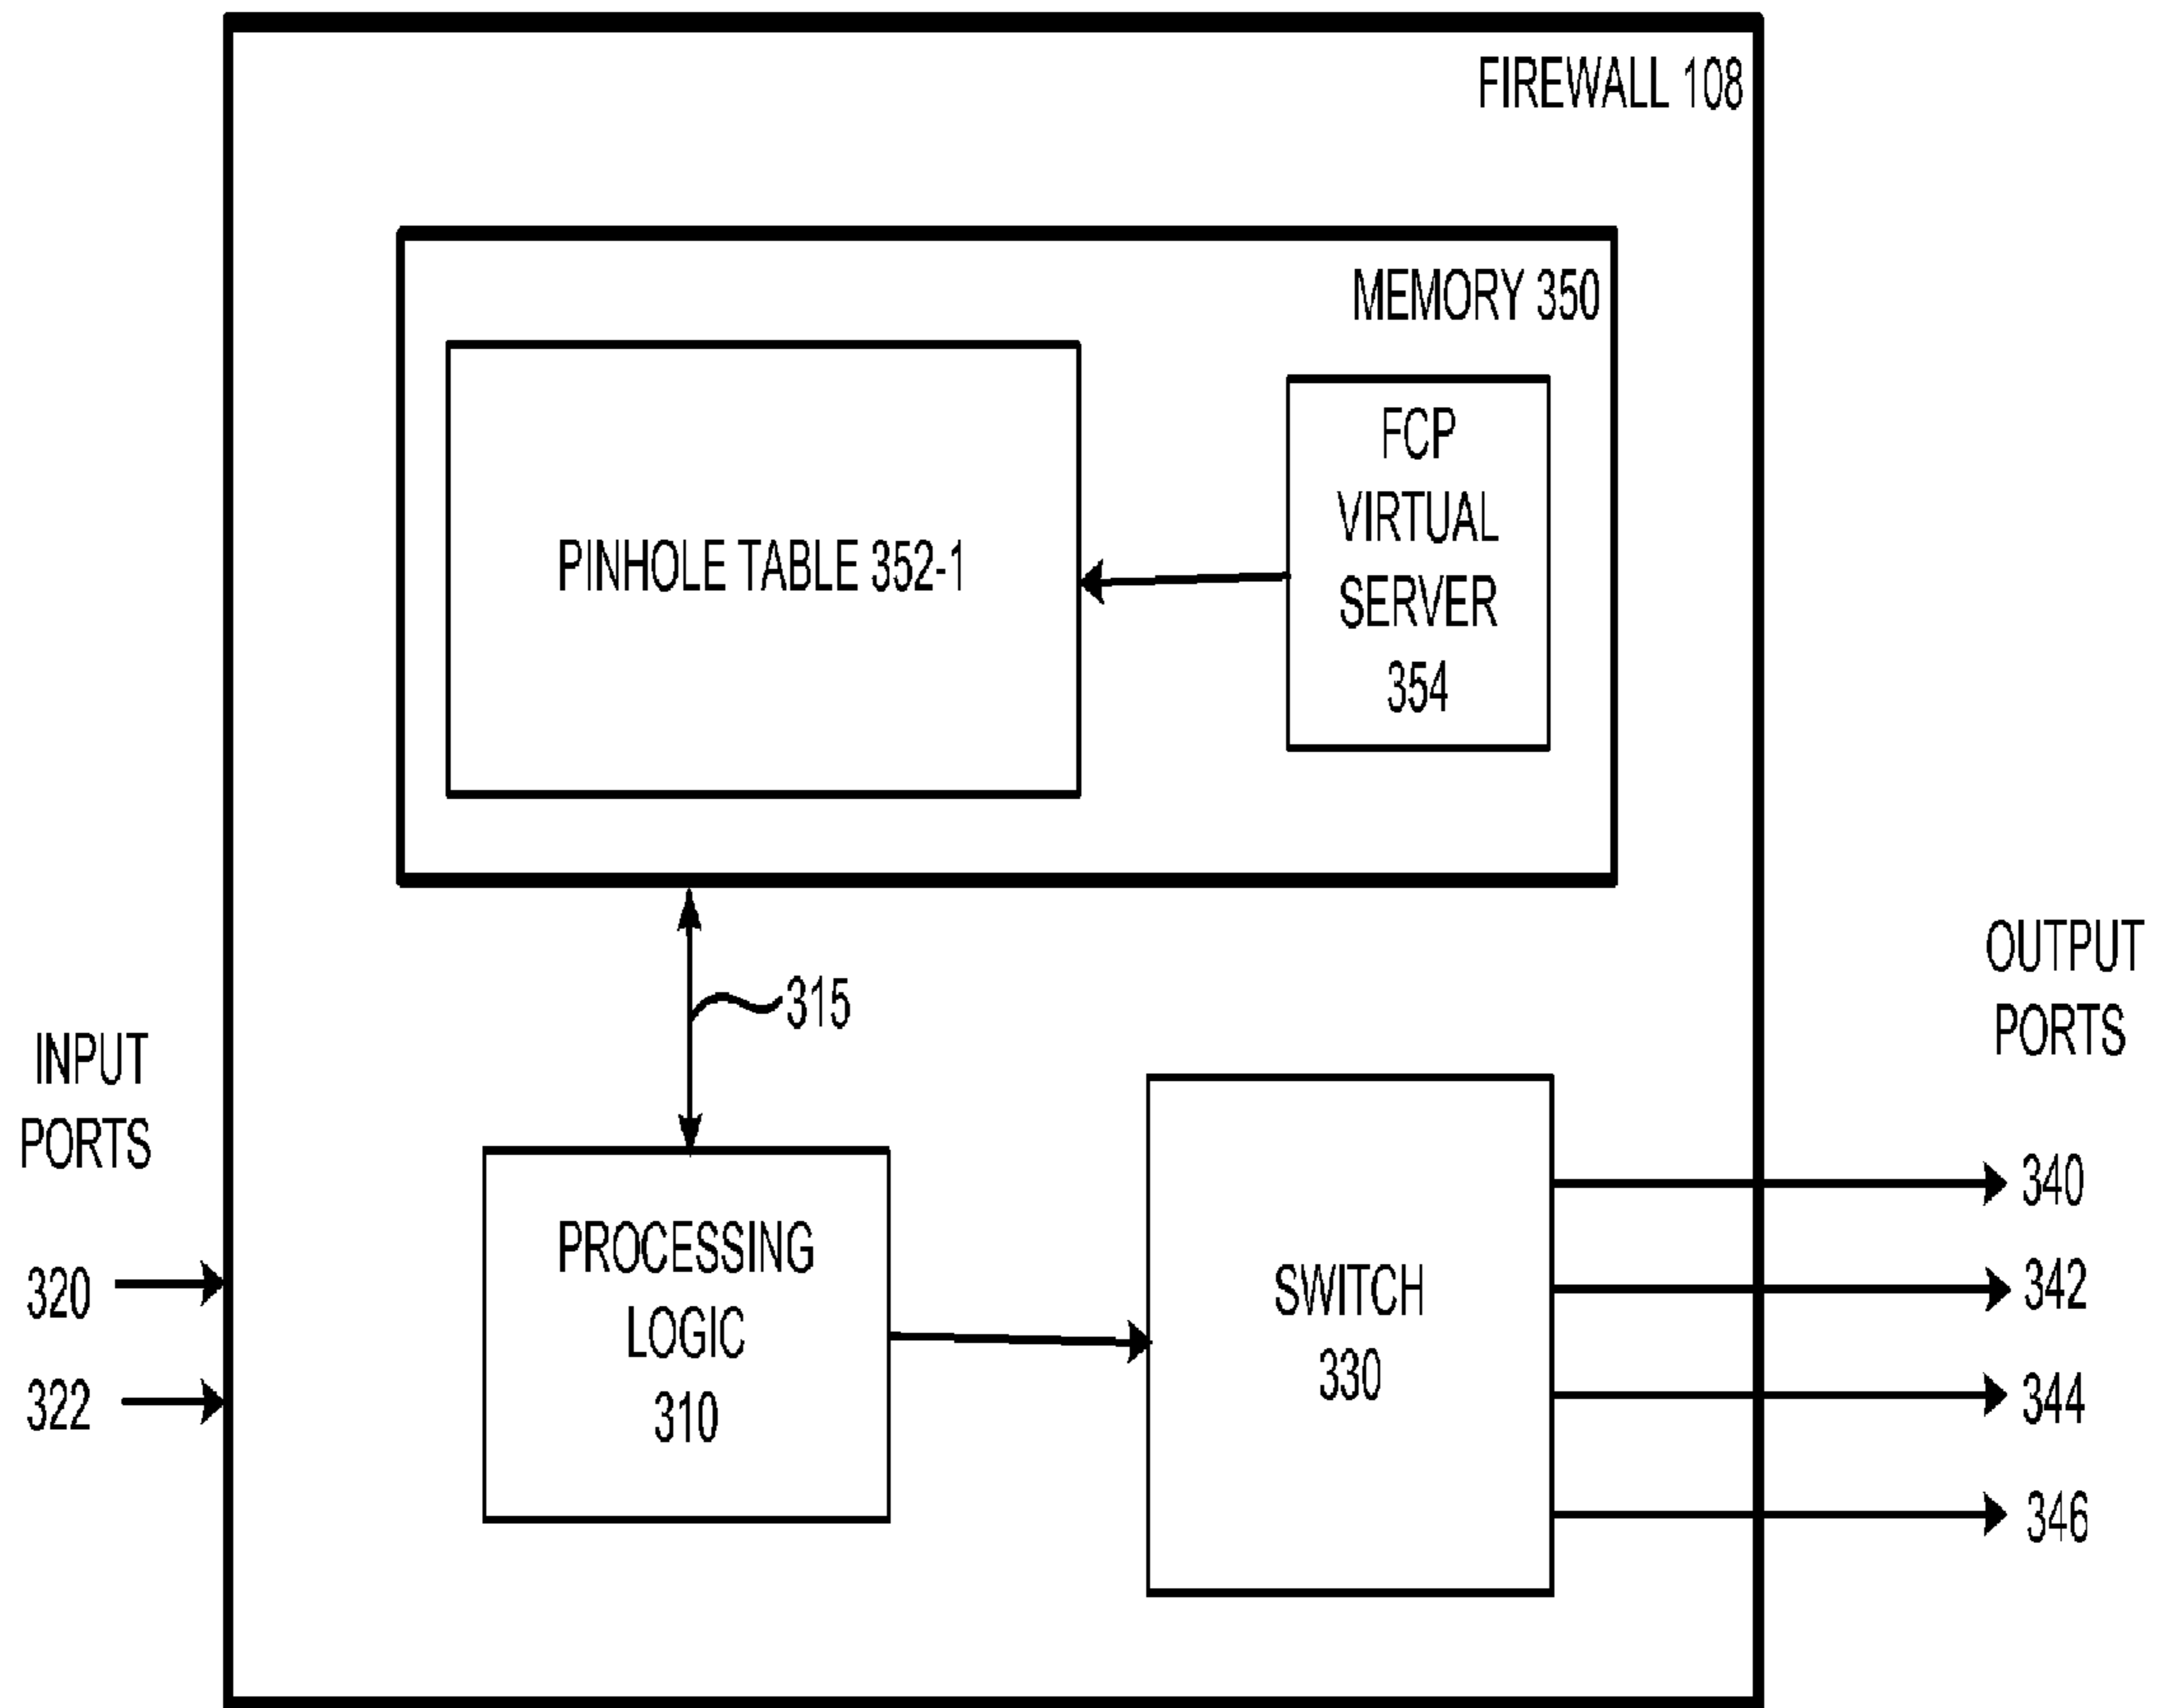 FIREWALL 108
MEMORY 350
PINHOLE TABLE 352-1
FCP
VIRTUAL
SERVER
354
315
INPUT
PORTS
320
322
PROCESSING
LOGIC
310
SWITCH
330
OUTPUT
PORTS
340
342
344
346